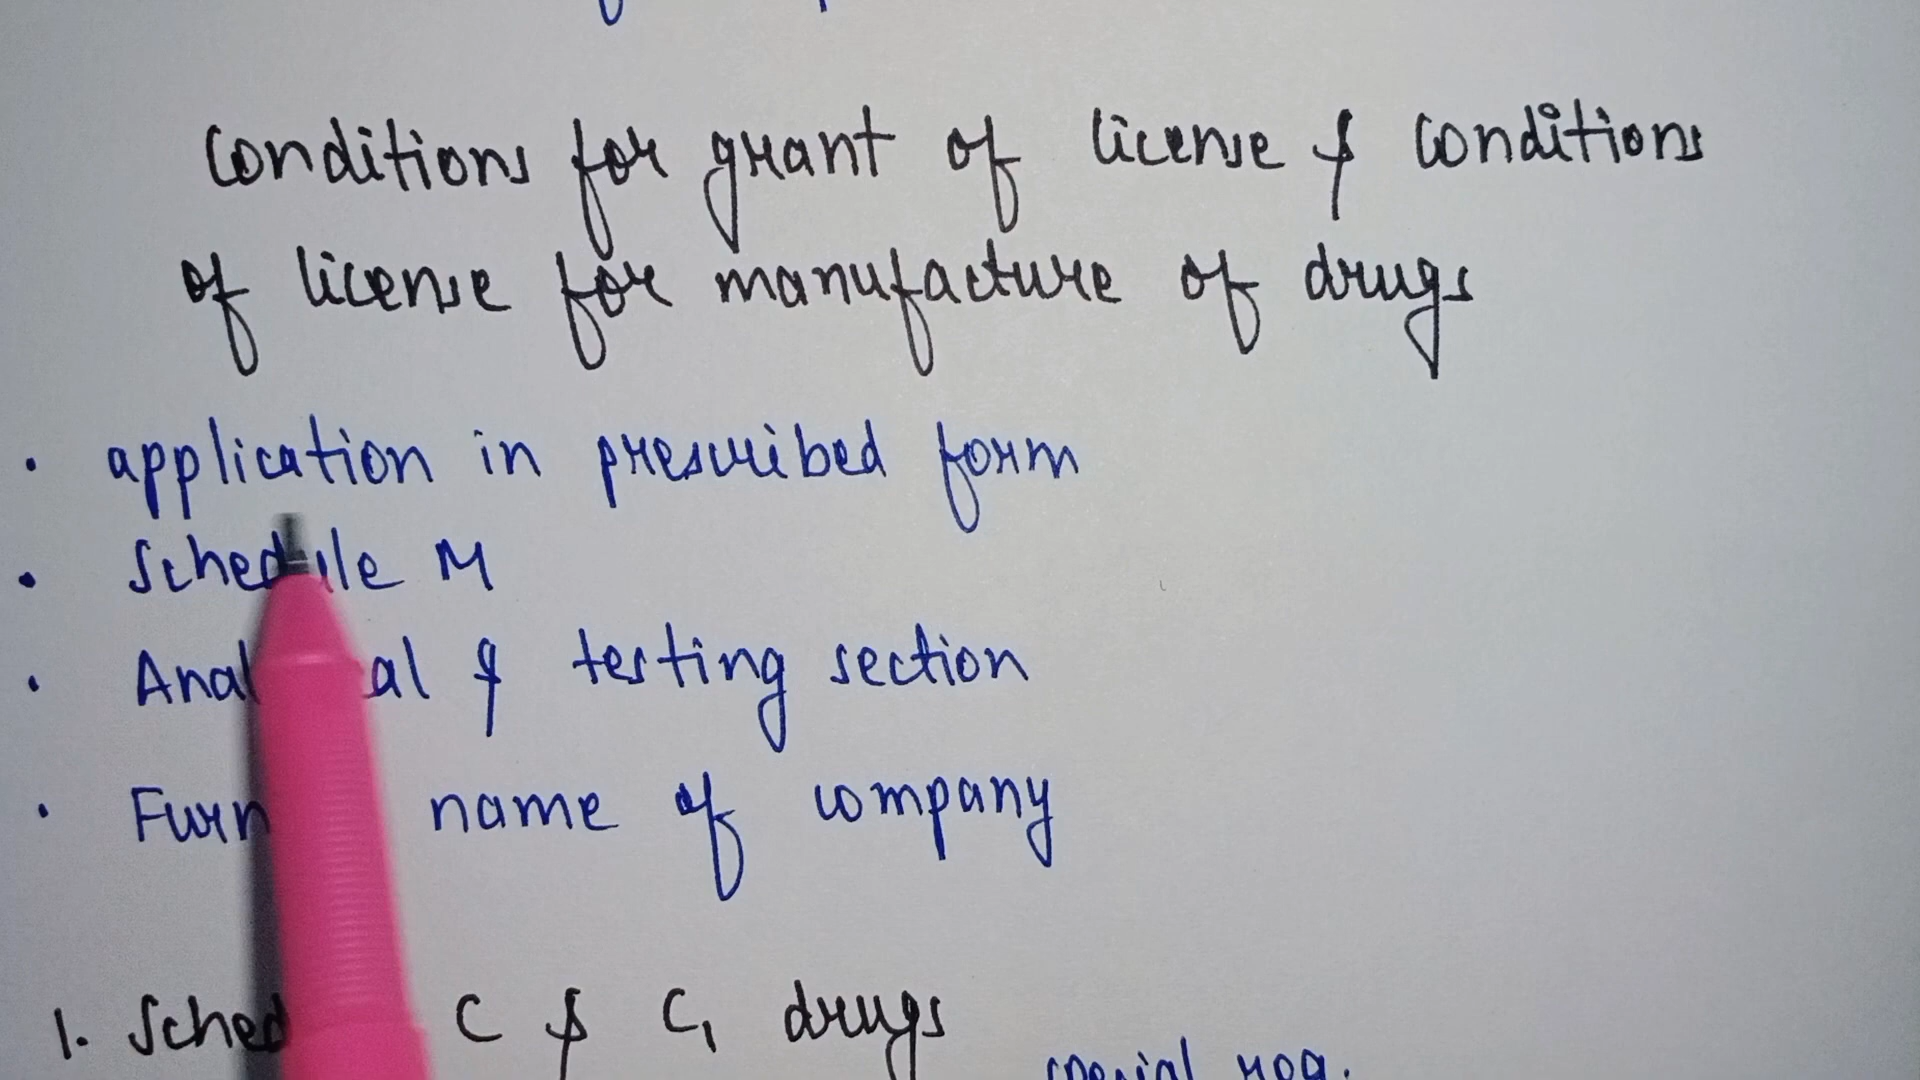 Conditions for grant of license & conditions
of license for manufacture of drugs
• application in prescribed form
• Schedule M
• & testing section
• name of company
1. C & C1 drugs